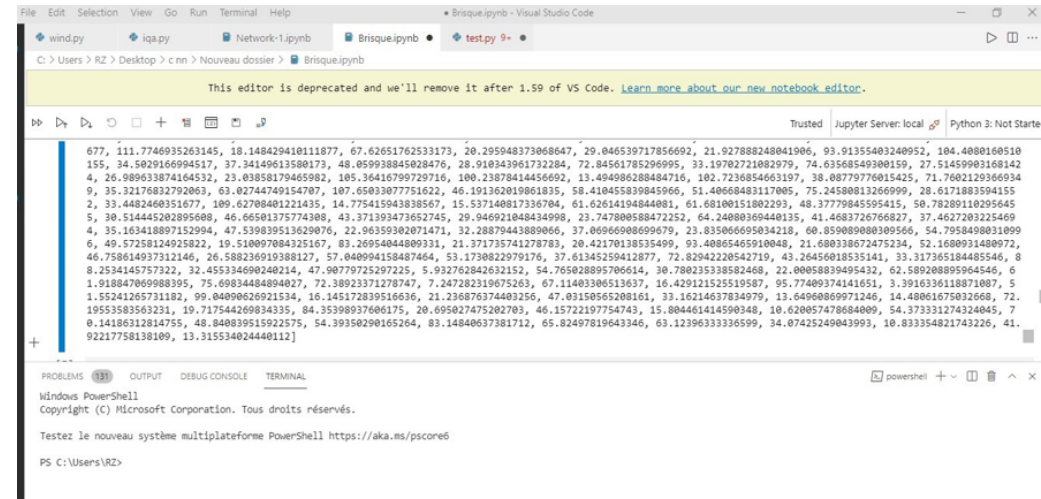 File Edit Selection View Go Run Terminal Help • Brisque.ipynb - Visual Studio Code
wind.py iqa.py Network-1.ipynb Brisque.ipynb ● test.py 9+ ●
C: > Users > RZ > Desktop > c nn > Nouveau dossier > Brisque.ipynb
This editor is deprecated and we'll remove it after 1.59 of VS Code. Learn more about our new notebook editor.
Trusted Jupyter Server: local Python 3: Not Starte
677, 111.7746935263145, 18.148429410111877, 67.62651762533173, 20.295948373068647, 29.046539717856692, 21.927888248041906, 93.91355403240952, 104.4080160510
155, 34.5029166994517, 37.34149613580173, 48.059938845028476, 28.910343961732284, 72.84561785296995, 33.19702721082979, 74.63568549300159, 27.51459903168142
4, 26.989633874164532, 23.03858179465982, 105.36416799729716, 100.23878414456692, 13.494986288484716, 102.7236854663197, 38.08779776015425, 71.7602129366934
9, 35.32176832792063, 63.02744749154707, 107.65033077751622, 46.191362019861835, 58.410455839845966, 51.40668483117005, 75.24580813266999, 28.6171883594155
2, 33.4482460351677, 109.62708401221435, 14.775415943838567, 15.537140817336704, 61.62614194844081, 61.68100151802293, 48.37779845595415, 50.78289110295645
5, 30.514445202895608, 46.66501375774308, 43.371393473652745, 29.946921048434998, 23.747800588472252, 64.24080369440135, 41.4683726766827, 37.4627203225469
4, 35.163418897152994, 47.539839513629076, 22.96359302071471, 32.28879443889066, 37.06966908699679, 23.835066695034218, 60.859089080309566, 54.7958498031099
6, 49.57258124925822, 19.510097084325167, 83.26954044809331, 21.371735741278783, 20.42170138535499, 93.40865465910048, 21.680338672475234, 52.1680931480972,
46.758614937312146, 26.588236919388127, 57.040994158487464, 53.1730822979176, 37.61345259412877, 72.82942220542719, 43.26456018535141, 33.317365184485546, 8
8.2534145757322, 32.455334690240214, 47.90779725297225, 5.932762842632152, 54.765028895706614, 30.780235338582468, 22.00058839495432, 62.589208895964546, 6
1.918847069988395, 75.69834484894027, 72.38923371278747, 7.247282319675263, 67.11403306513637, 16.429121525519587, 95.77409374141651, 3.3916336118871087, 5
1.55241265731182, 99.04090626921534, 16.145172839516636, 21.236876374403256, 47.03150565208161, 33.16214637834979, 13.64960869971246, 14.48061675032668, 72.
19553583563231, 19.717544269834335, 84.35398937606175, 20.695027475202703, 46.15722197754743, 15.804461414590348, 10.620057478684009, 54.373331274324045, 7
0.14186312814755, 48.840839515922575, 54.39350290165264, 83.14840637381712, 65.82497819643346, 63.12396333336599, 34.07425249043993, 10.833354821743226, 41.
92217758138109, 13.315534024440112]
PROBLEMS 131 OUTPUT DEBUG CONSOLE TERMINAL powershell
Windows PowerShell
Copyright (C) Microsoft Corporation. Tous droits réservés.
Testez le nouveau système multiplateforme PowerShell https://aka.ms/pscore6
PS C:\Users\RZ>